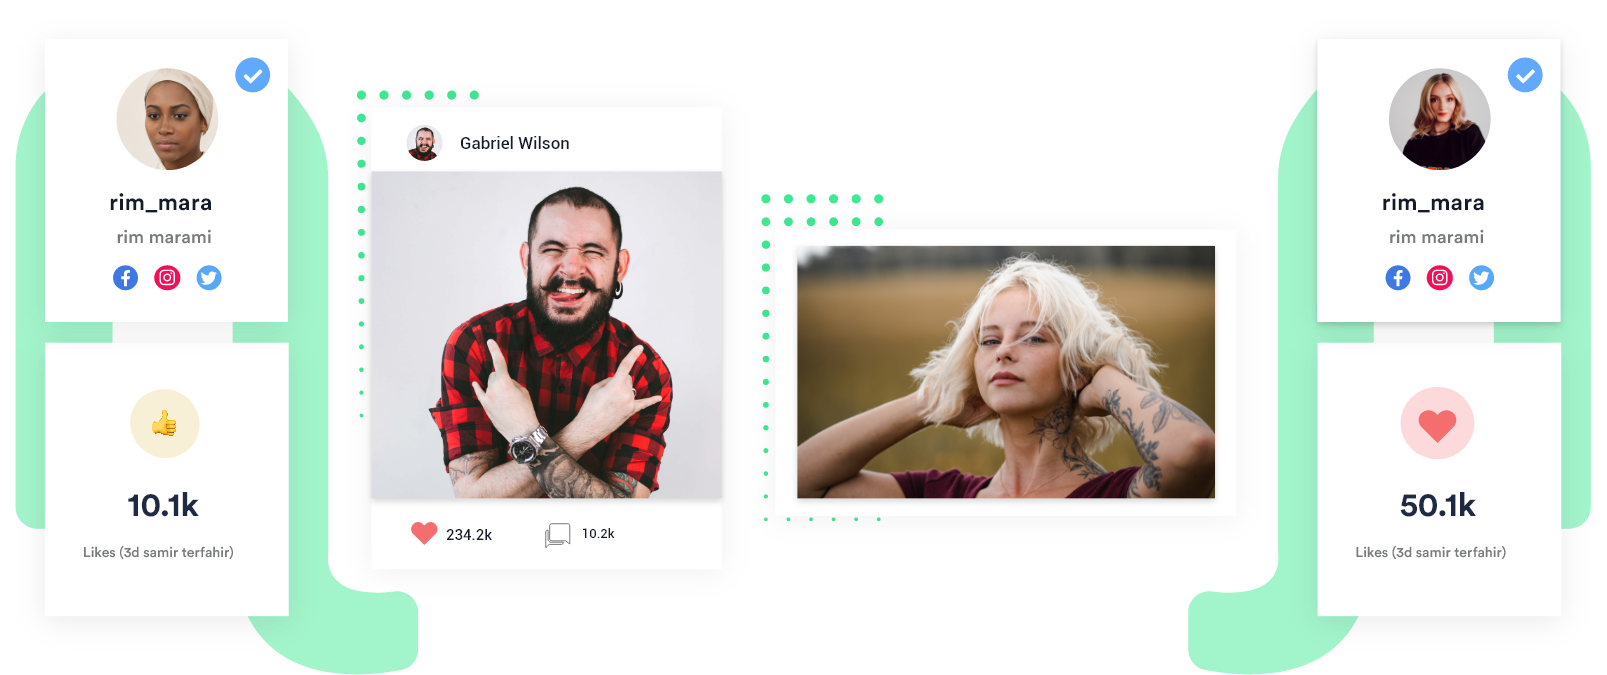 rim_mara
rim marami
10.1k
Likes (3d samir terfahir)
Gabriel Wilson
234.2k
10.2k
rim_mara
rim marami
50.1k
Likes (3d samir terfahir)